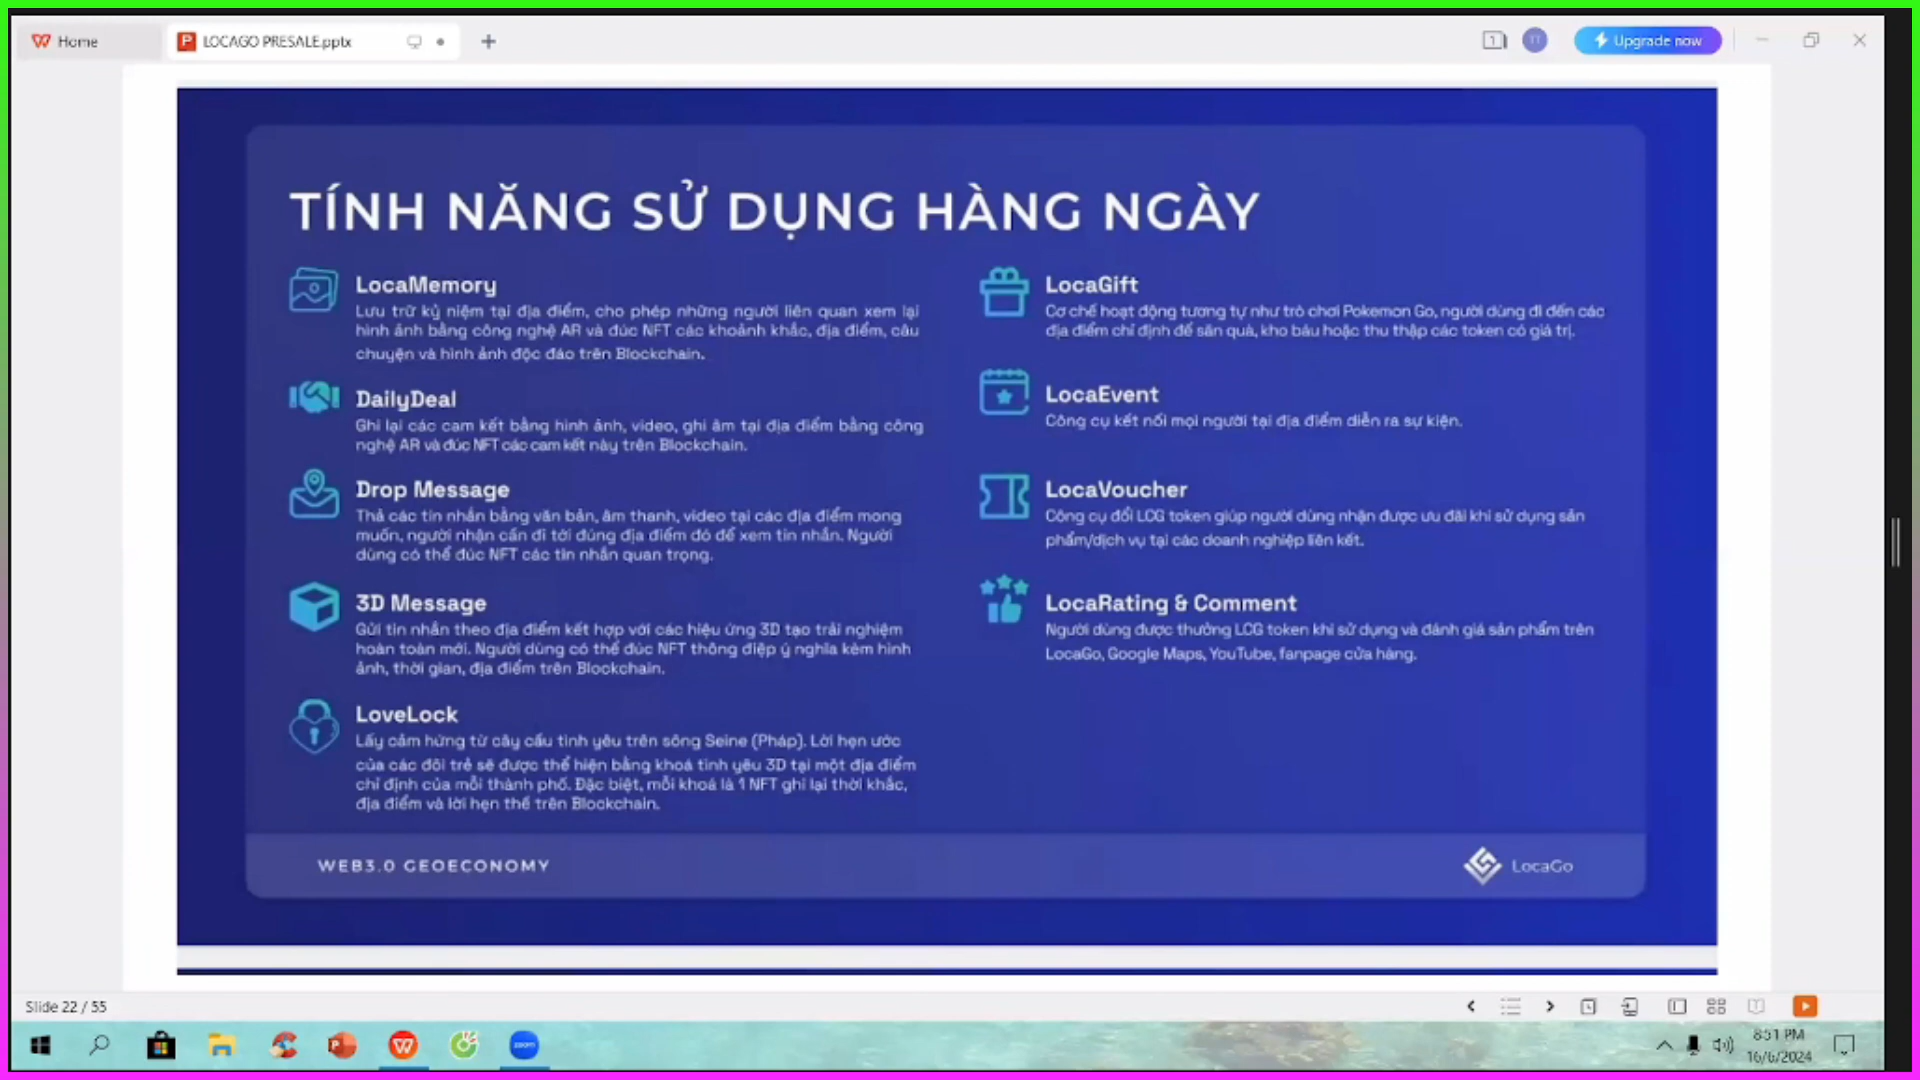 Home
LOCAGO PRESALE.pptx
Upgrade now
TÍNH NĂNG SỬ DỤNG HÀNG NGÀY
LocaMemory
Lưu trữ kỷ niệm tại địa điểm, cho phép những người liên quan xem lại
hình ảnh bằng công nghệ AR và đúc NFT các khoảnh khắc, địa điểm, câu
chuyện và hình ảnh độc đáo trên Blockchain.
DailyDeal
Ghi lại các cam kết bằng hình ảnh, video, ghi âm tại địa điểm bằng công
nghệ AR và đúc NFT các cam kết này trên Blockchain.
Drop Message
Thả các tin nhắn bằng văn bản, âm thanh, video tại các địa điểm mong
muốn, người nhận cần đi tới đúng địa điểm đó để xem tin nhắn. Người
dùng có thể đúc NFT các tin nhắn quan trọng.
3D Message
Gửi tin nhắn theo địa điểm kết hợp với các hiệu ứng 3D tạo trải nghiệm
hoàn toàn mới. Người dùng có thể đúc NFT thông điệp ý nghĩa kèm hình
ảnh, thời gian, địa điểm trên Blockchain.
LoveLock
Lấy cảm hứng từ cây cầu tình yêu trên sông Seine (Pháp). Lời hẹn ước
của các đôi trẻ sẽ được thể hiện bằng khoá tình yêu 3D tại một địa điểm
chỉ định của mỗi thành phố. Đặc biệt, mỗi khoá là 1 NFT ghi lại thời khắc,
địa điểm và lời hẹn thề trên Blockchain.
LocaGift
Cơ chế hoạt động tương tự như trò chơi Pokemon Go, người dùng đi đến các
địa điểm chỉ định để săn quà, kho báu hoặc thu thập các token có giá trị.
LocaEvent
Công cụ kết nối mọi người tại địa điểm diễn ra sự kiện.
LocaVoucher
Công cụ đổi LCG token giúp người dùng nhận được ưu đãi khi sử dụng sản
phẩm/dịch vụ tại các doanh nghiệp liên kết.
LocaRating & Comment
Người dùng được thưởng LCG token khi sử dụng và đánh giá sản phẩm trên
LocaGo, Google Maps, YouTube, fanpage cửa hàng.
WEB3.0 GEOECONOMY
LocaGo
Slide 22 / 55
zoom
8:51 PM
16/6/2024